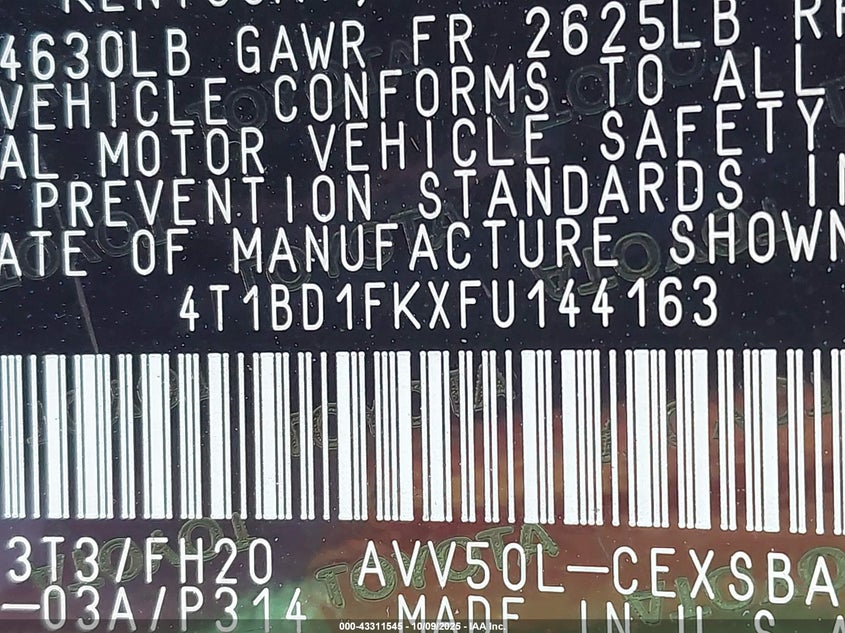 4630LB GAWR FR 2625LB
VEHICLE CONFORMS TO ALL
AL MOTOR VEHICLE SAFETY
PREVENTION STANDARDS IN
ATE OF MANUFACTURE SHOWN
4T1BD1FKXFU144163
3T3/FH20 AVV50L-CEXSBA
-03A/P314 MADE IN U.S.A
000-43311545 - 10/09/2025 - IAA Inc.